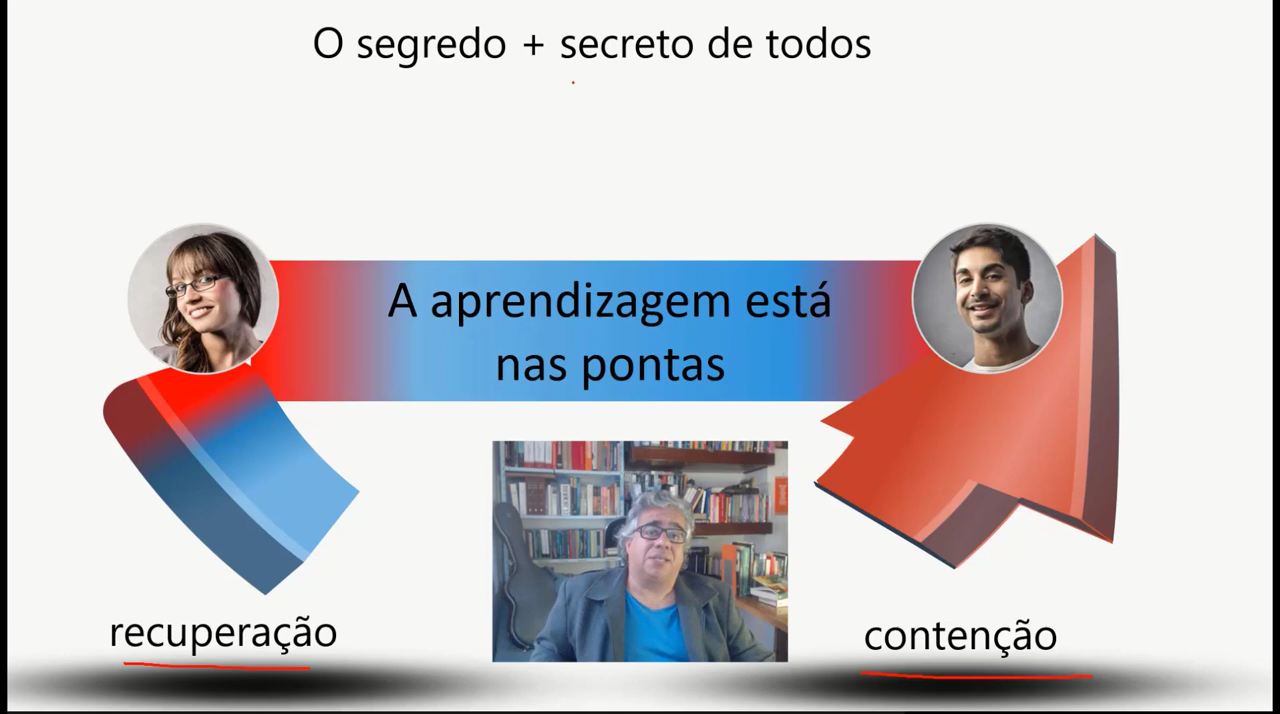 O segredo + secreto de todos
A aprendizagem está
nas pontas
recuperação
contenção